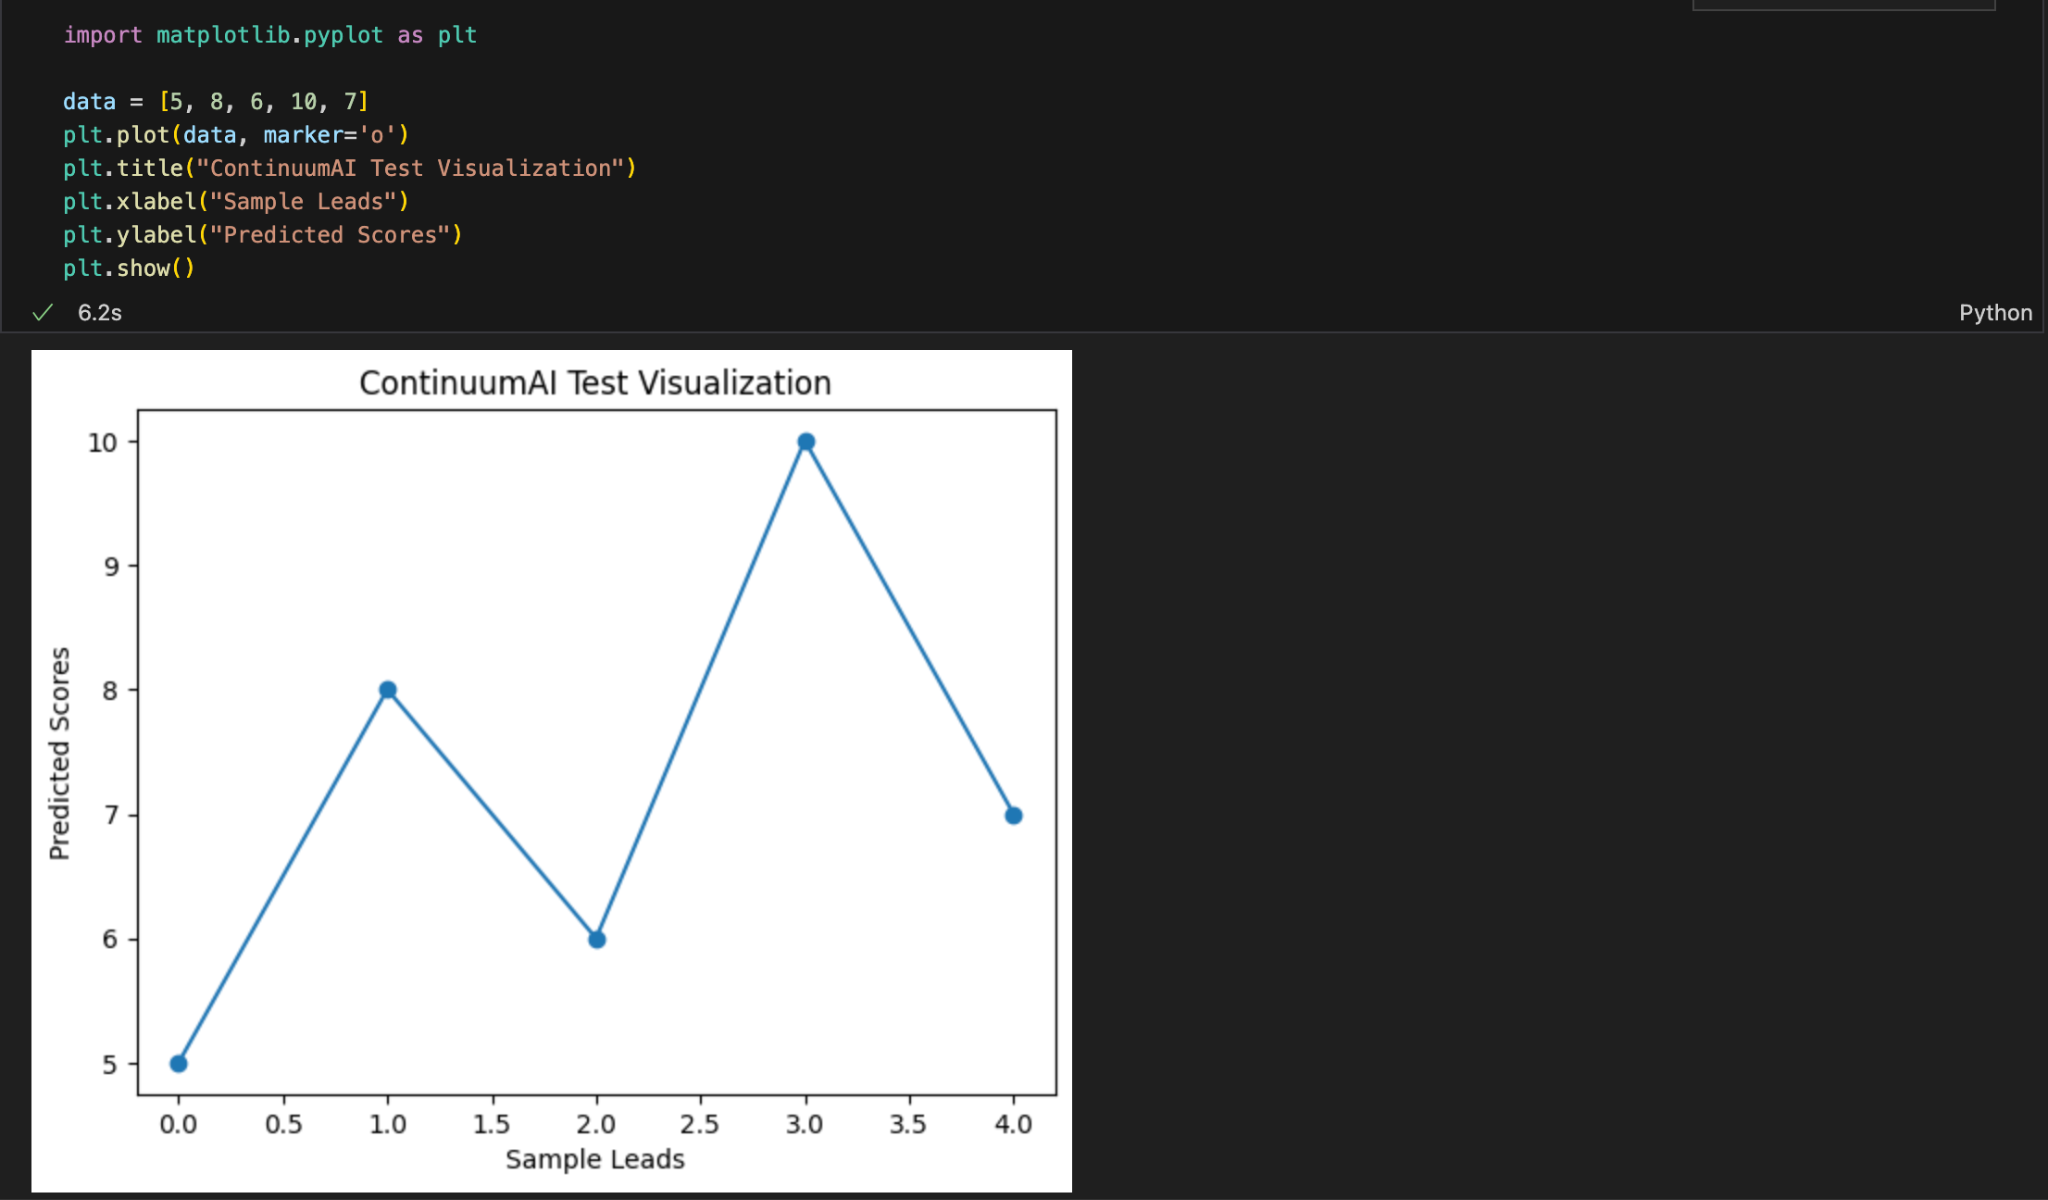 import matplotlib.pyplot as plt
data = [5, 8, 6, 10, 7]
plt.plot(data, marker='o')
plt.title("ContinuumAI Test Visualization")
plt.xlabel("Sample Leads")
plt.ylabel("Predicted Scores")
plt.show()
6.2s
Python
ContinuumAI Test Visualization
10
9
8
7
6
5
Predicted Scores
0.0 0.5 1.0 1.5 2.0 2.5 3.0 3.5 4.0
Sample Leads